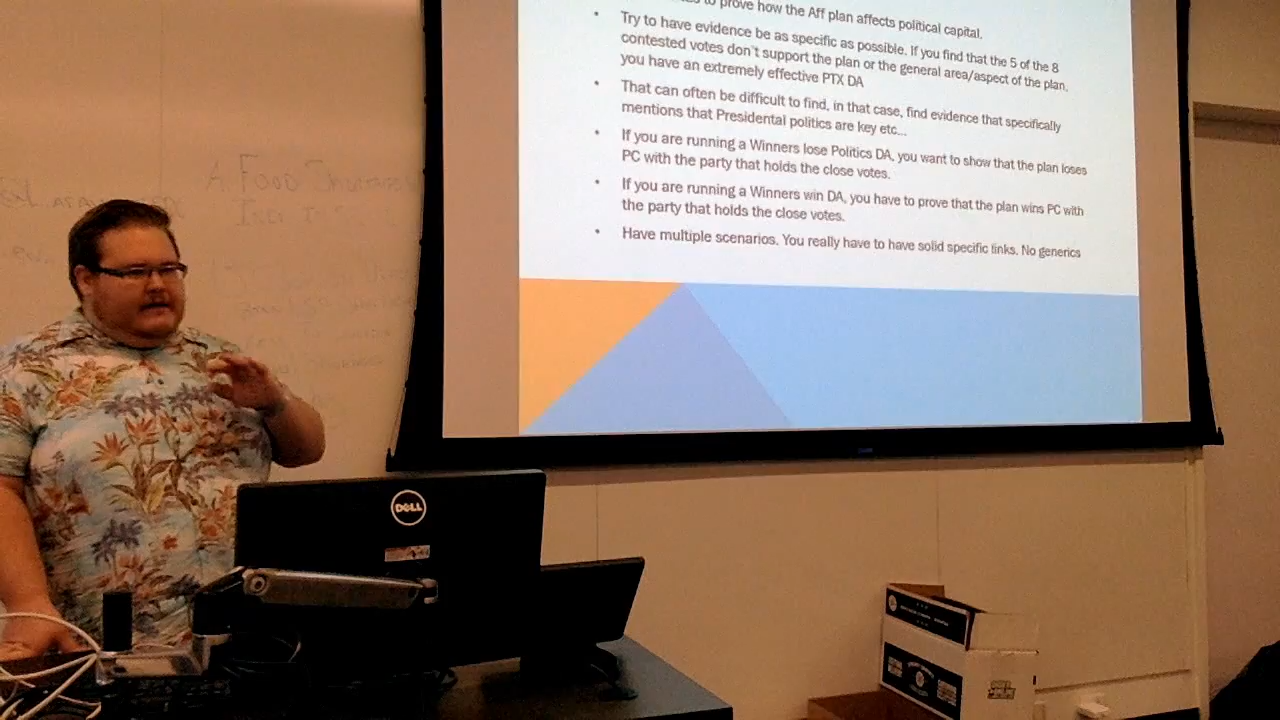 to prove how the Aff plan affects political capital.
• Try to have evidence be as specific as possible. If you find that the 5 of the 8
contested votes don't support the plan or the general area/aspect of the plan,
you have an extremely effective PTX DA
• That can often be difficult to find, in that case, find evidence that specifically
mentions that Presidental politics are key etc...
• If you are running a Winners lose Politics DA, you want to show that the plan loses
PC with the party that holds the close votes.
• If you are running a Winners win DA, you have to prove that the plan wins PC with
the party that holds the close votes.
• Have multiple scenarios. You really have to have solid specific links. No generics
A FOOD
DELL